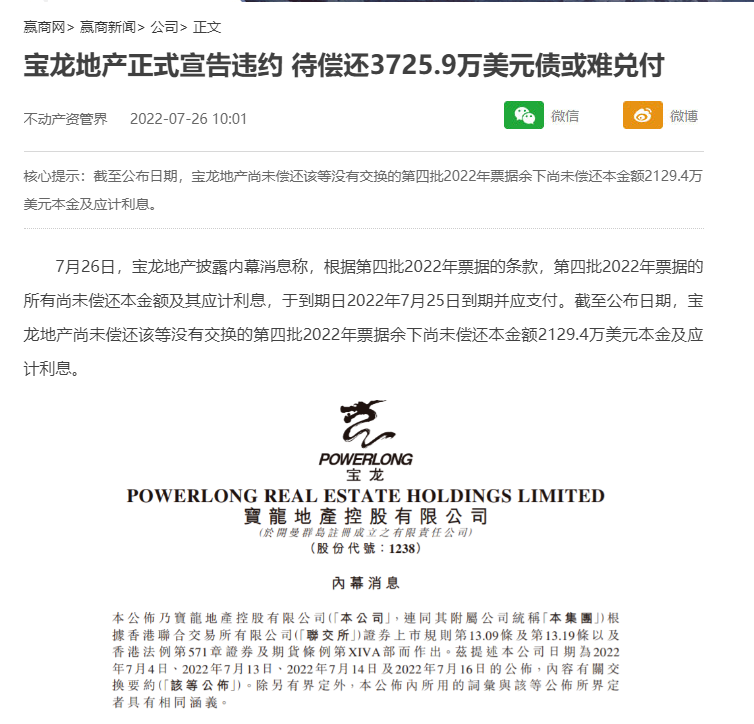 赢商网> 赢商新闻> 公司> 正文
宝龙地产正式宣告违约 待偿还3725.9万美元债或难兑付
不动产资管界 2022-07-26 10:01 微信 微博
核心提示：截至公布日期，宝龙地产尚未偿还该等没有交换的第四批2022年票据余下尚未偿还本金额2129.4万
美元本金及应计利息。
7月26日，宝龙地产披露内幕消息称，根据第四批2022年票据的条款，第四批2022年票据的
所有尚未偿还本金额及其应计利息，于到期日2022年7月25日到期并应支付。截至公布日期，宝
龙地产尚未偿还该等没有交换的第四批2022年票据余下尚未偿还本金额2129.4万美元本金及应
计利息。
POWERLONG
宝龙
POWERLONG REAL ESTATE HOLDINGS LIMITED
寶龍地產控股有限公司
(於開曼群島註冊成立之有限責任公司)
(股份代號：1238)
內幕消息
本公佈乃寶龍地產控股有限公司(「本公司」，連同其附屬公司統稱「本集團」)根
據香港聯合交易所有限公司(「聯交所」)證券上市規則第13.09條及第13.19條以及
香港法例第571章證券及期貨條例第XIVA部而作出。茲提述本公司日期為2022
年7月4日、2022年7月13日、2022年7月14日及2022年7月16日的公佈，內容有關交
換要約(「該等公佈」)。除另有界定外，本公佈內所用的詞彙與該等公佈所界定
者具有相同涵義。